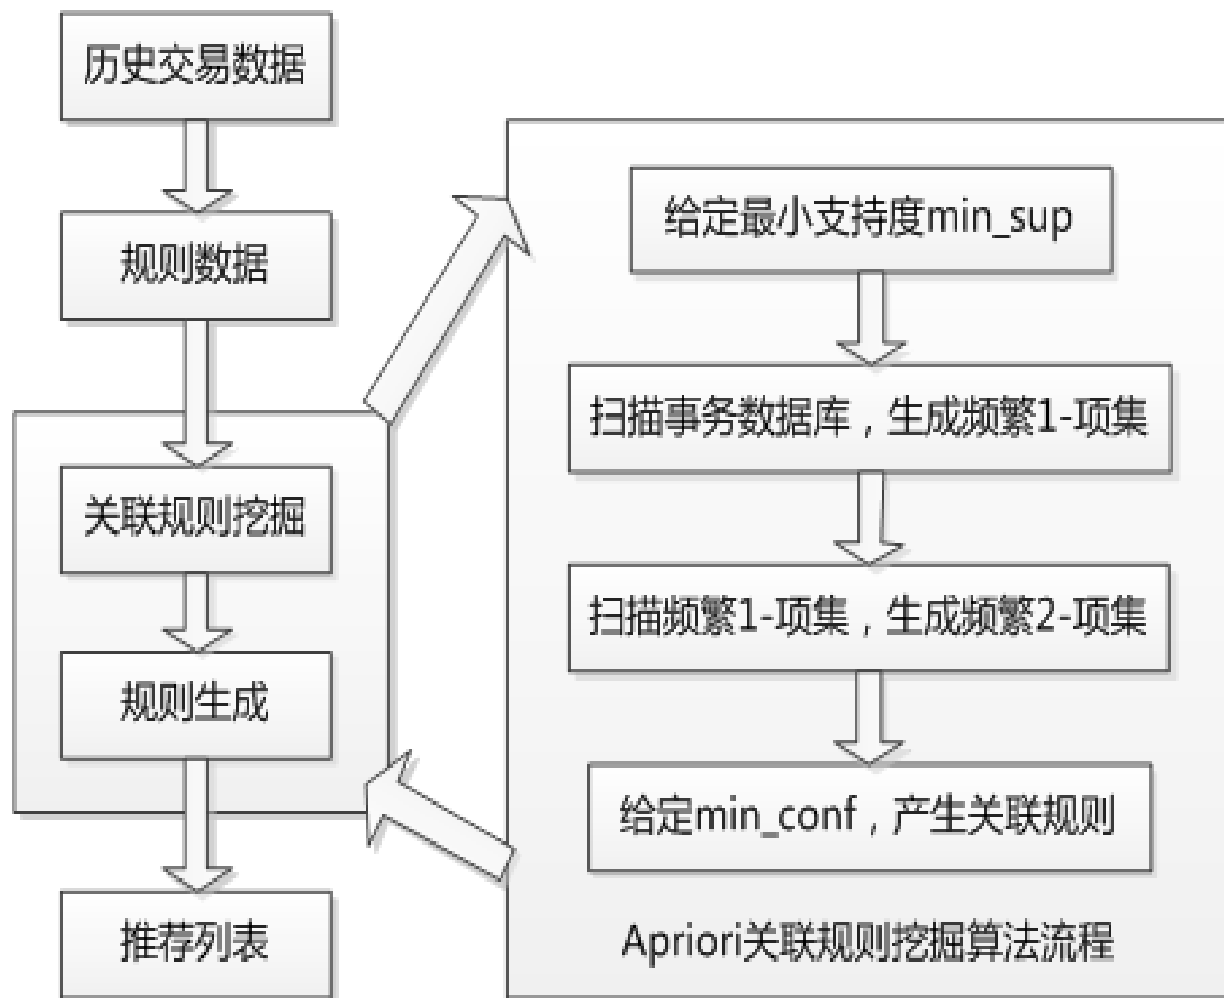 历史交易数据
规则数据
关联规则挖掘
规则生成
推荐列表
给定最小支持度min_sup
扫描事务数据库，生成频繁1-项集
扫描频繁1-项集，生成频繁2-项集
给定min_conf，产生关联规则
Apriori关联规则挖掘算法流程